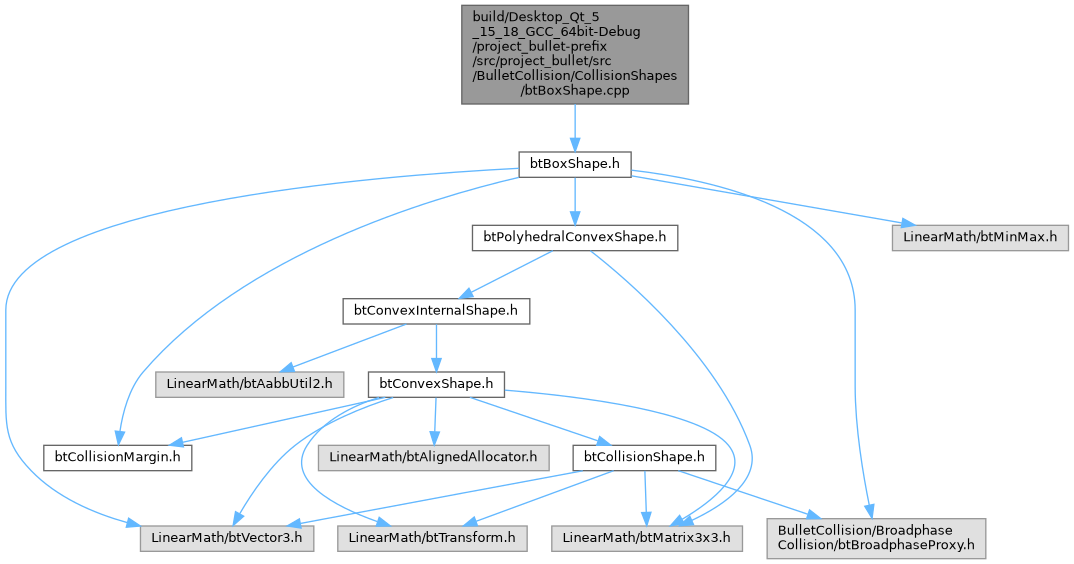 build/Desktop_Qt_5
_15_18_GCC_64bit-Debug
/project_bullet-prefix
/src/project_bullet/src
/BulletCollision/CollisionShapes
/btBoxShape.cpp
btBoxShape.h
btPolyhedralConvexShape.h
LinearMath/btMinMax.h
btConvexInternalShape.h
LinearMath/btAabbUtil2.h
btConvexShape.h
btCollisionMargin.h
LinearMath/btAlignedAllocator.h
btCollisionShape.h
LinearMath/btVector3.h
LinearMath/btTransform.h
LinearMath/btMatrix3x3.h
BulletCollision/Broadphase
Collision/btBroadphaseProxy.h